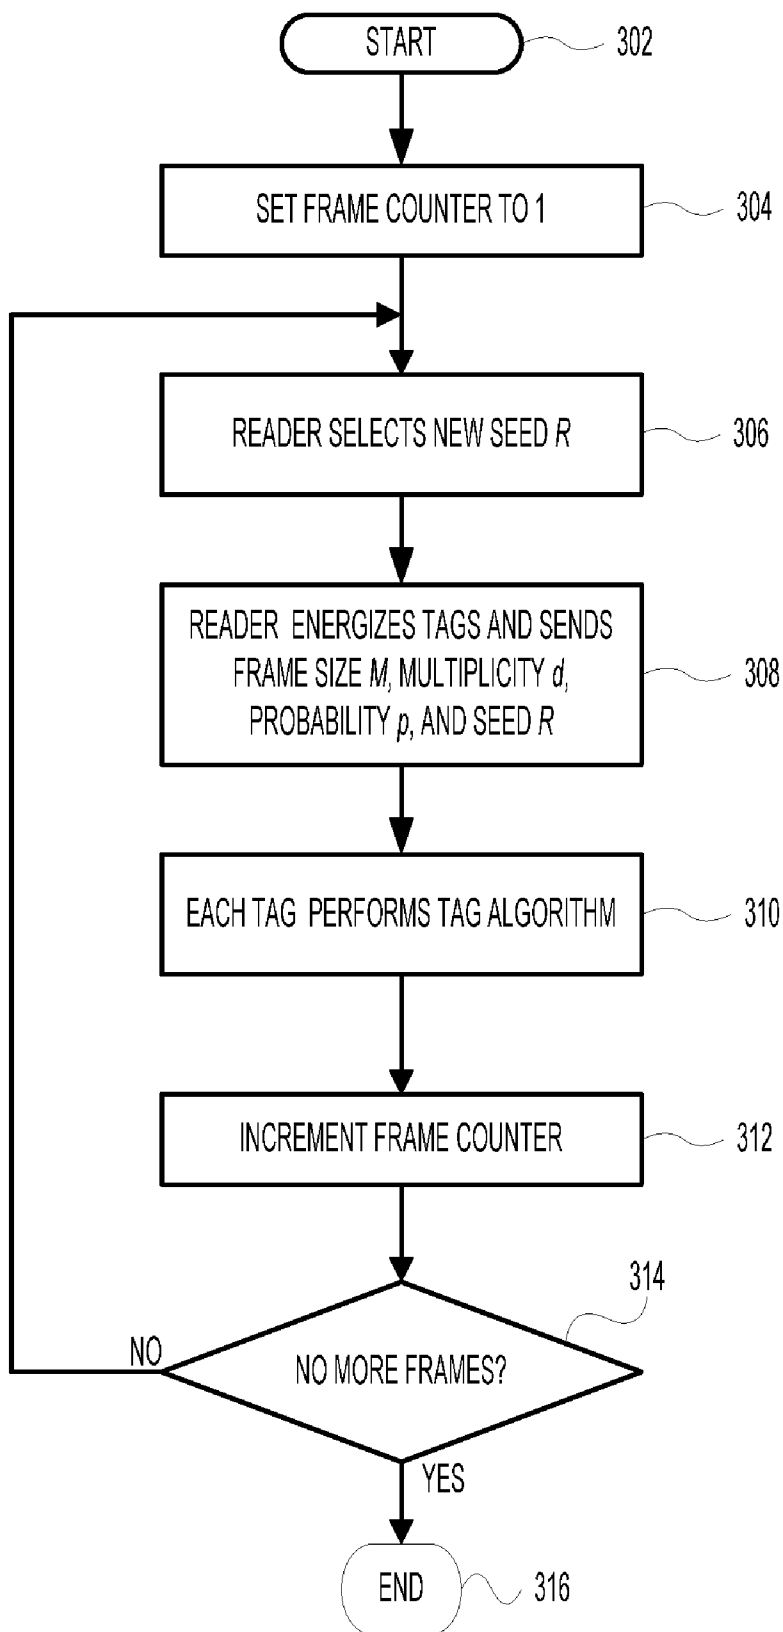 START
302
SET FRAME COUNTER TO 1
304
READER SELECTS NEW SEED R
306
READER ENERGIZES TAGS AND SENDS
FRAME SIZE M, MULTIPLICITY d,
PROBABILITY p, AND SEED R
308
EACH TAG PERFORMS TAG ALGORITHM
310
INCREMENT FRAME COUNTER
312
314
NO
NO MORE FRAMES?
YES
END
316